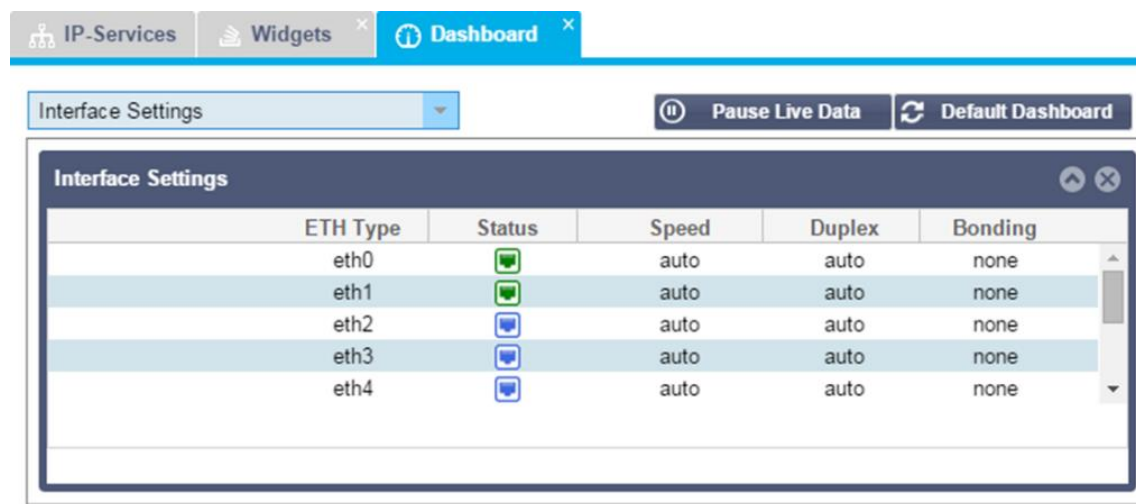 IP-Services Widgets Dashboard
Interface Settings Pause Live Data Default Dashboard
Interface Settings
ETH Type Status Speed Duplex Bonding
eth0 auto auto none
eth1 auto auto none
eth2 auto auto none
eth3 auto auto none
eth4 auto auto none